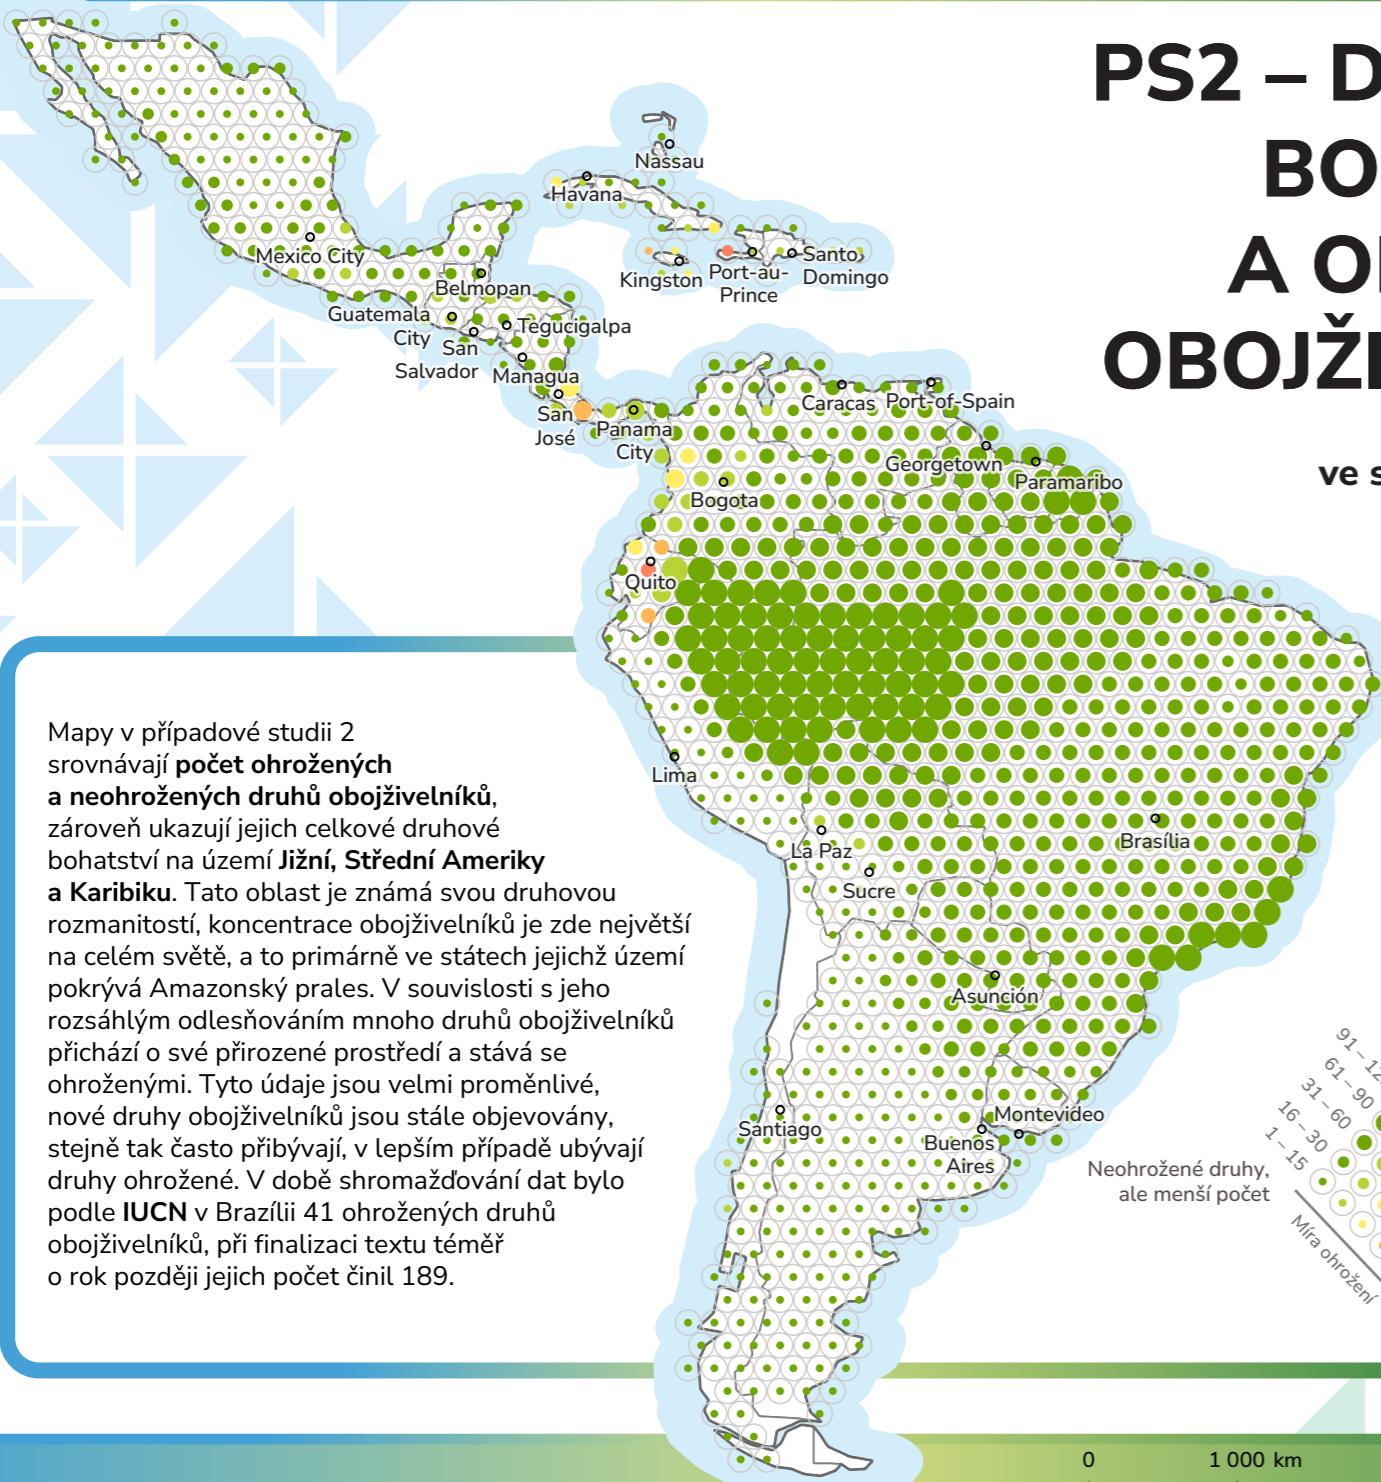 PS2 – D
BO
A O
OBOJŽI
ve s
Nassau
Havana
Mexico City
Kingston
Port-au-
Prince
Santo
Domingo
Belmopan
Guatemala
City
San
Salvador
Tegucigalpa
Managua
San
José
Panama
City
Caracas
Port-of-Spain
Georgetown
Paramaribo
Bogota
Quito
Lima
La Paz
Sucre
Brasília
Asunción
Santiago
Montevideo
Buenos
Aires
Mapy v případové studii 2
srovnávají počet ohrožených
a neohrožených druhů obojživelníků,
zároveň ukazují jejich celkové druhové
bohatství na území Jižní, Střední Ameriky
a Karibiku. Tato oblast je známá svou druhovou
rozmanitostí, koncentrace obojživelníků je zde největší
na celém světě, a to primárně ve státech jejichž území
pokrývá Amazonský prales. V souvislosti s jeho
rozsáhlým odlesňováním mnoho druhů obojživelníků
přichází o své přirozené prostředí a stává se
ohroženými. Tyto údaje jsou velmi proměnlivé,
nové druhy obojživelníků jsou stále objevovány,
stejně tak často přibývají, v lepším případě ubývají
druhy ohrožené. V době shromažďování dat bylo
podle IUCN v Brazílii 41 ohrožených druhů
obojživelníků, při finalizaci textu téměř
o rok později jejich počet činil 189.
91 – 12
61 – 90
31 – 60
16 – 30
1 – 15
Neohrožené druhy,
ale menší počet
Míra ohrožení
0
1 000 km